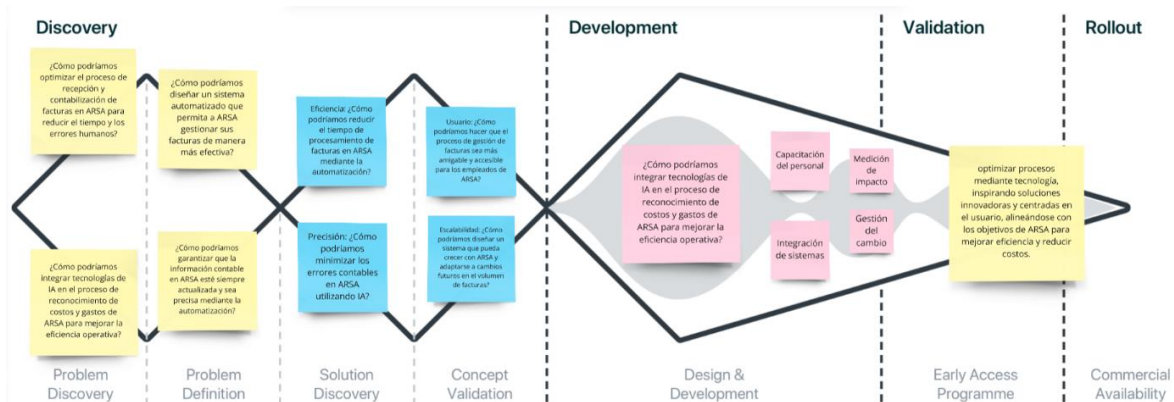 Discovery
Development
Validation
Rollout
¿Cómo podríamos
optimizar el proceso de
recepción y
contabilización de
facturas en ARSA para
reducir el tiempo y los
errores humanos?
¿Cómo podríamos
diseñar un sistema
automatizado que
permita a ARSA
gestionar sus
facturas de manera
más efectiva?
Eficiencia: ¿Cómo
podríamos reducir
el tiempo de
procesamiento de
facturas en ARSA
mediante la
automatización?
Usuario: ¿Cómo
podríamos hacer que el
proceso de gestión de
facturas sea más
amigable y accesible
para los empleados de
ARSA?
¿Cómo podríamos
integrar tecnologías de
IA en el proceso de
reconocimiento de
costos y gastos de
ARSA para mejorar la
eficiencia operativa?
¿Cómo podríamos
garantizar que la
información contable
en ARSA esté siempre
actualizada y sea
precisa mediante la
automatización?
Precisión: ¿Cómo
podríamos
minimizar los
errores contables
en ARSA
utilizando IA?
Escalabilidad: ¿Cómo
podríamos diseñar un
sistema que pueda
crecer con ARSA y
adaptarse a cambios
futuros en el volumen
de facturas?
¿Cómo podríamos
integrar tecnologías de
IA en el proceso de
reconocimiento de
costos y gastos de
ARSA para mejorar la
eficiencia operativa?
Capacitación
del personal
Medición
de
impacto
Integración
de sistemas
Gestión
del
cambio
optimizar procesos
mediante tecnología,
inspirando soluciones
innovadoras y centradas
en el usuario, alineándose con
los objetivos de ARSA para
mejorar eficiencia y reducir
costos.
Problem
Discovery
Problem
Definition
Solution
Discovery
Concept
Validation
Design &
Development
Early Access
Programme
Commercial
Availability